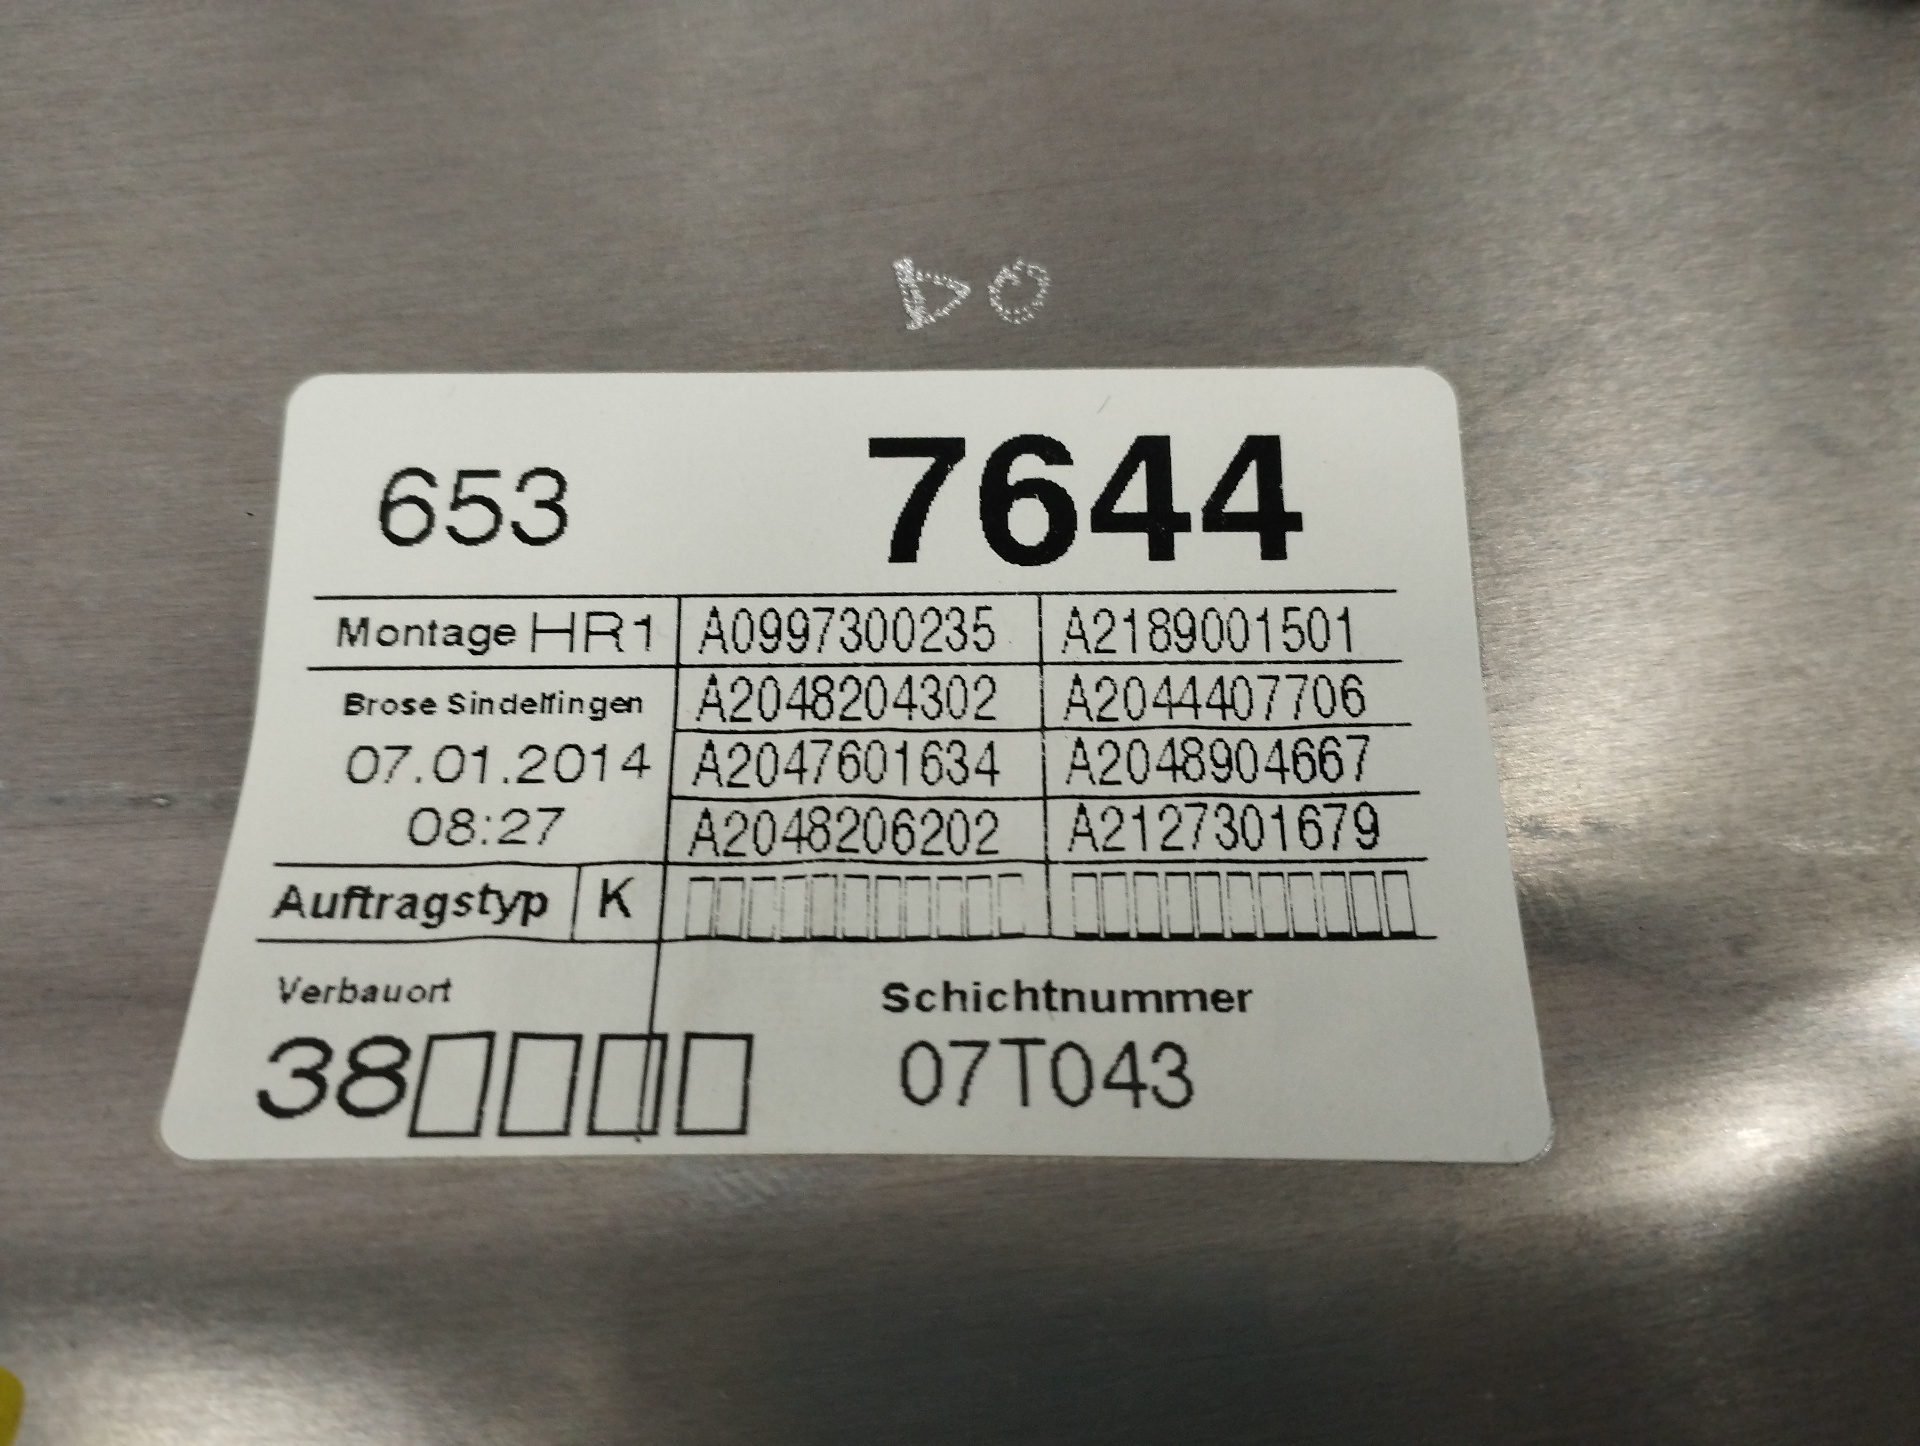 653 7644
Montage HR1 A0997300235 A2189001501
Brose Sindelfingen A2048204302 A2044407706
07.01.2014 A2047601634 A2048904667
08:27 A2048206202 A2127301679
Auftragstyp K
Verbauort Schichtnummer
38 07T043